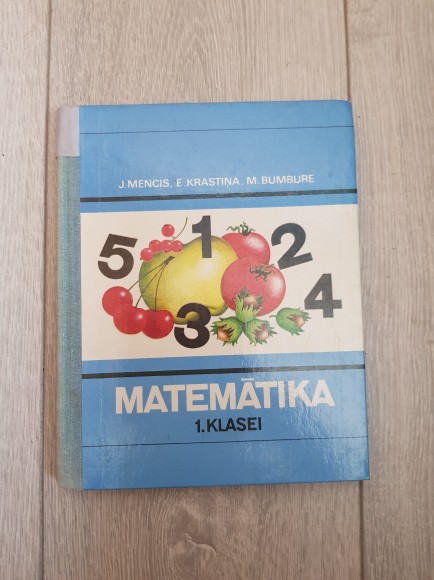 J. MENCIS, E. KRASTIŅA, M. BUMBURE
5 1 2
3 4
MATEMĀTIKA
1. KLASEI